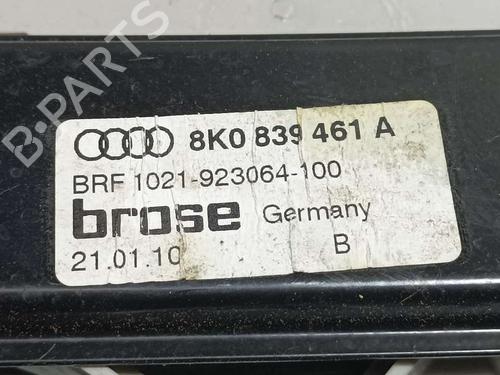 8K0 839 461 A
BRF 1021-923064-100
brose Germany
21.01.10 B
B-PARTS